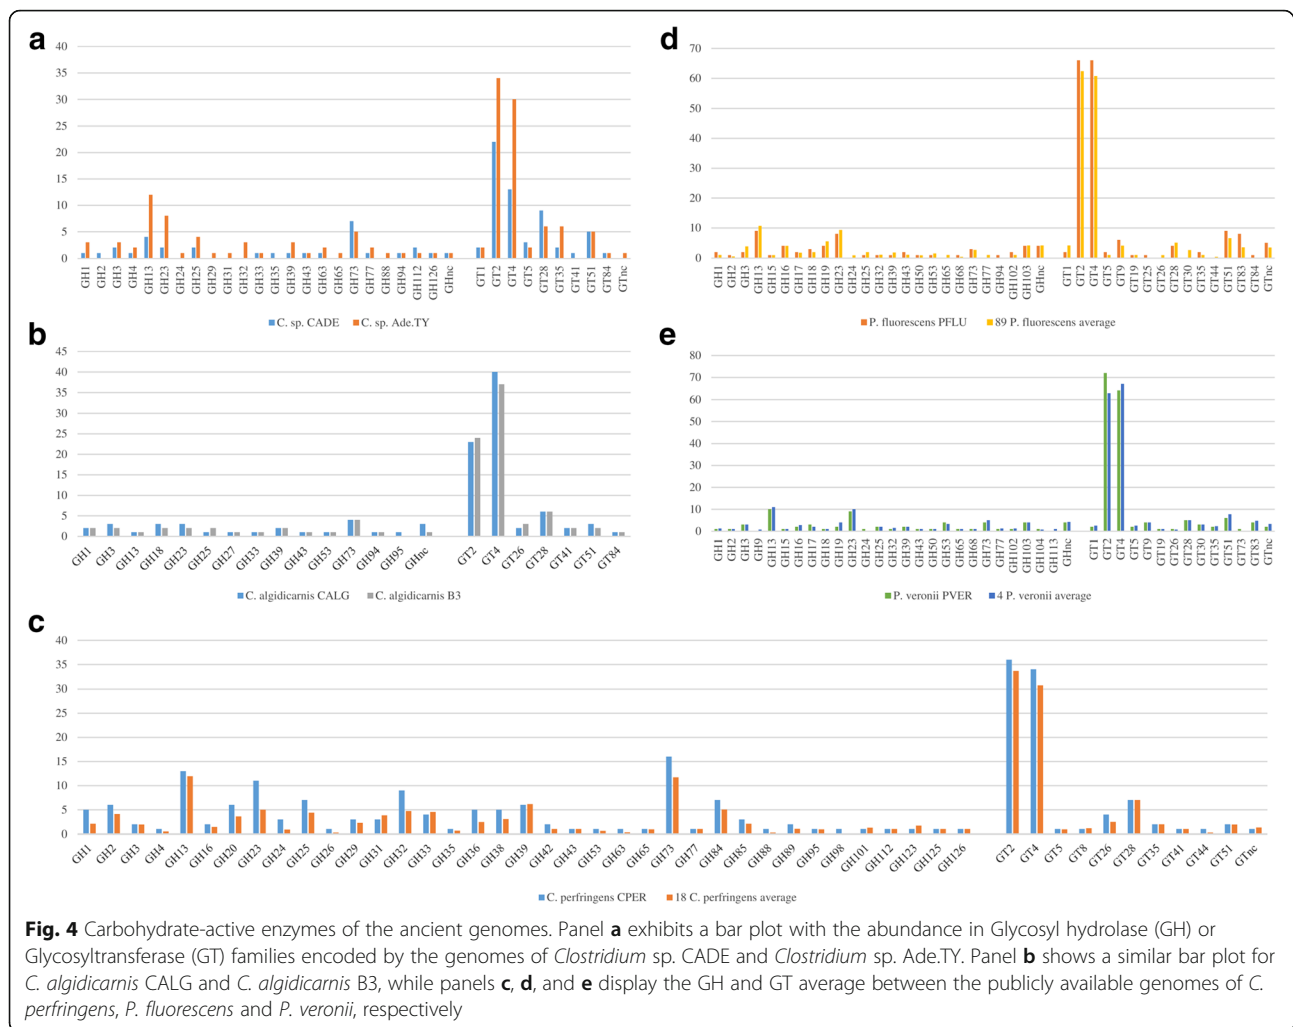 a
40
35
30
25
20
15
10
5
0
GH1 GH2 GH3 GH4 GH13 GH23 GH24 GH25 GH29 GH31 GH32 GH33 GH35 GH39 GH43 GH63 GH65 GH73 GH77 GH88 GH94 GH112 GH126 GHnc GT1 GT2 GT4 GT5 GT28 GT35 GT41 GT51 GT84 GTnc
C. sp. CADE C. sp. Ade.TY
b
45
40
35
30
25
20
15
10
5
0
GH1 GH3 GH13 GH18 GH23 GH25 GH27 GH33 GH39 GH43 GH53 GH73 GH94 GH95 GHnc GT2 GT4 GT26 GT28 GT41 GT51 GT84
C. algidicarnis CALG C. algidicarnis B3
d
70
60
50
40
30
20
10
0
GH1 GH2 GH3 GH13 GH15 GH16 GH17 GH18 GH19 GH23 GH24 GH25 GH32 GH39 GH43 GH50 GH53 GH65 GH68 GH73 GH77 GH94 GH102 GH103 GHnc GT1 GT2 GT4 GT5 GT9 GT19 GT25 GT26 GT28 GT30 GT35 GT44 GT51 GT83 GT84 GTnc
P. fluorescens PFLU 89 P. fluorescens average
e
80
70
60
50
40
30
20
10
0
GH1 GH2 GH3 GH9 GH13 GH15 GH16 GH17 GH18 GH19 GH23 GH24 GH25 GH32 GH39 GH43 GH50 GH53 GH65 GH68 GH73 GH77 GH102 GH103 GH104 GH113 GHnc GT1 GT2 GT4 GT5 GT9 GT19 GT26 GT28 GT30 GT35 GT51 GT73 GT83 GTnc
P. veronii PVER 4 P. veronii average
c
40
35
30
25
20
15
10
5
0
GH1 GH2 GH3 GH4 GH13 GH16 GH20 GH23 GH24 GH25 GH26 GH29 GH31 GH32 GH33 GH35 GH36 GH38 GH39 GH42 GH43 GH53 GH63 GH65 GH73 GH77 GH84 GH85 GH88 GH89 GH95 GH98 GH101 GH112 GH123 GH125 GH126 GT2 GT4 GT5 GT8 GT26 GT28 GT35 GT41 GT44 GT51 GTnc
C. perfringens CPER 18 C. perfringens average
Fig. 4 Carbohydrate-active enzymes of the ancient genomes. Panel a exhibits a bar plot with the abundance in Glycosyl hydrolase (GH) or
Glycosyltransferase (GT) families encoded by the genomes of Clostridium sp. CADE and Clostridium sp. Ade.TY. Panel b shows a similar bar plot for
C. algidicarnis CALG and C. algidicarnis B3, while panels c, d, and e display the GH and GT average between the publicly available genomes of C.
perfringens, P. fluorescens and P. veronii, respectively